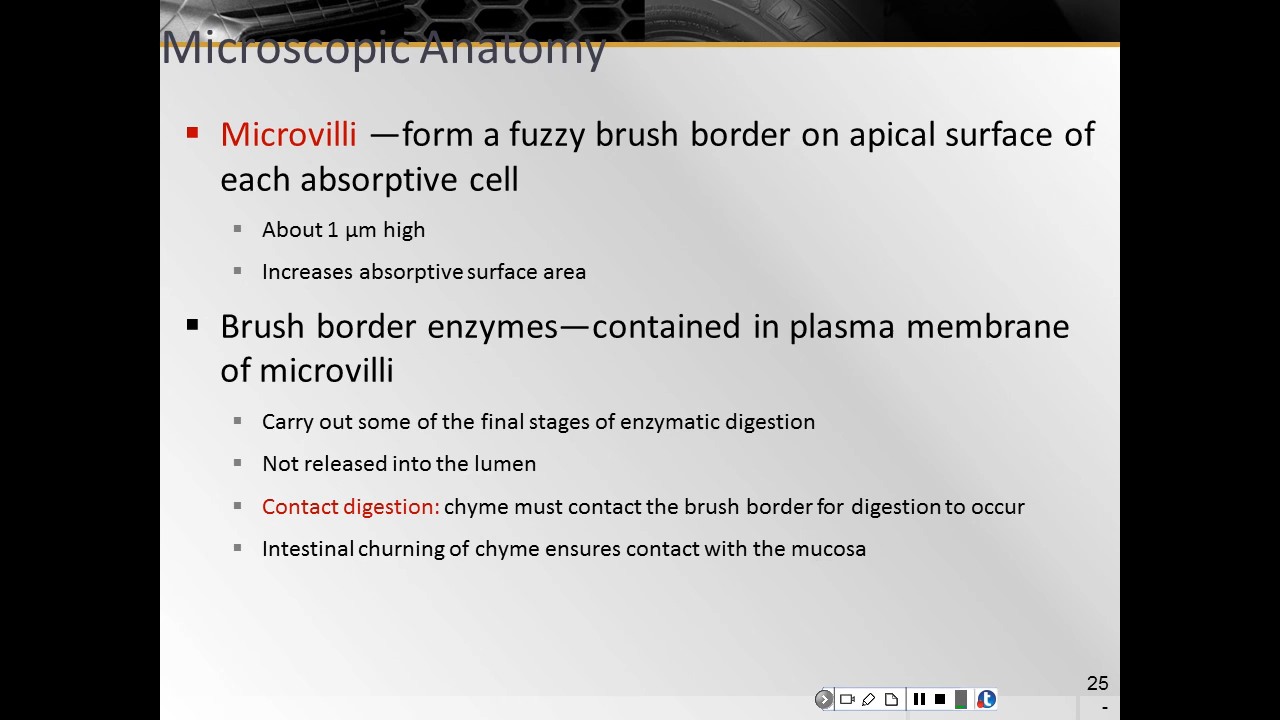 Microscopic Anatomy
Microvilli —form a fuzzy brush border on apical surface of
each absorptive cell
About 1 µm high
Increases absorptive surface area
Brush border enzymes—contained in plasma membrane
of microvilli
Carry out some of the final stages of enzymatic digestion
Not released into the lumen
Contact digestion: chyme must contact the brush border for digestion to occur
Intestinal churning of chyme ensures contact with the mucosa
25
-
t